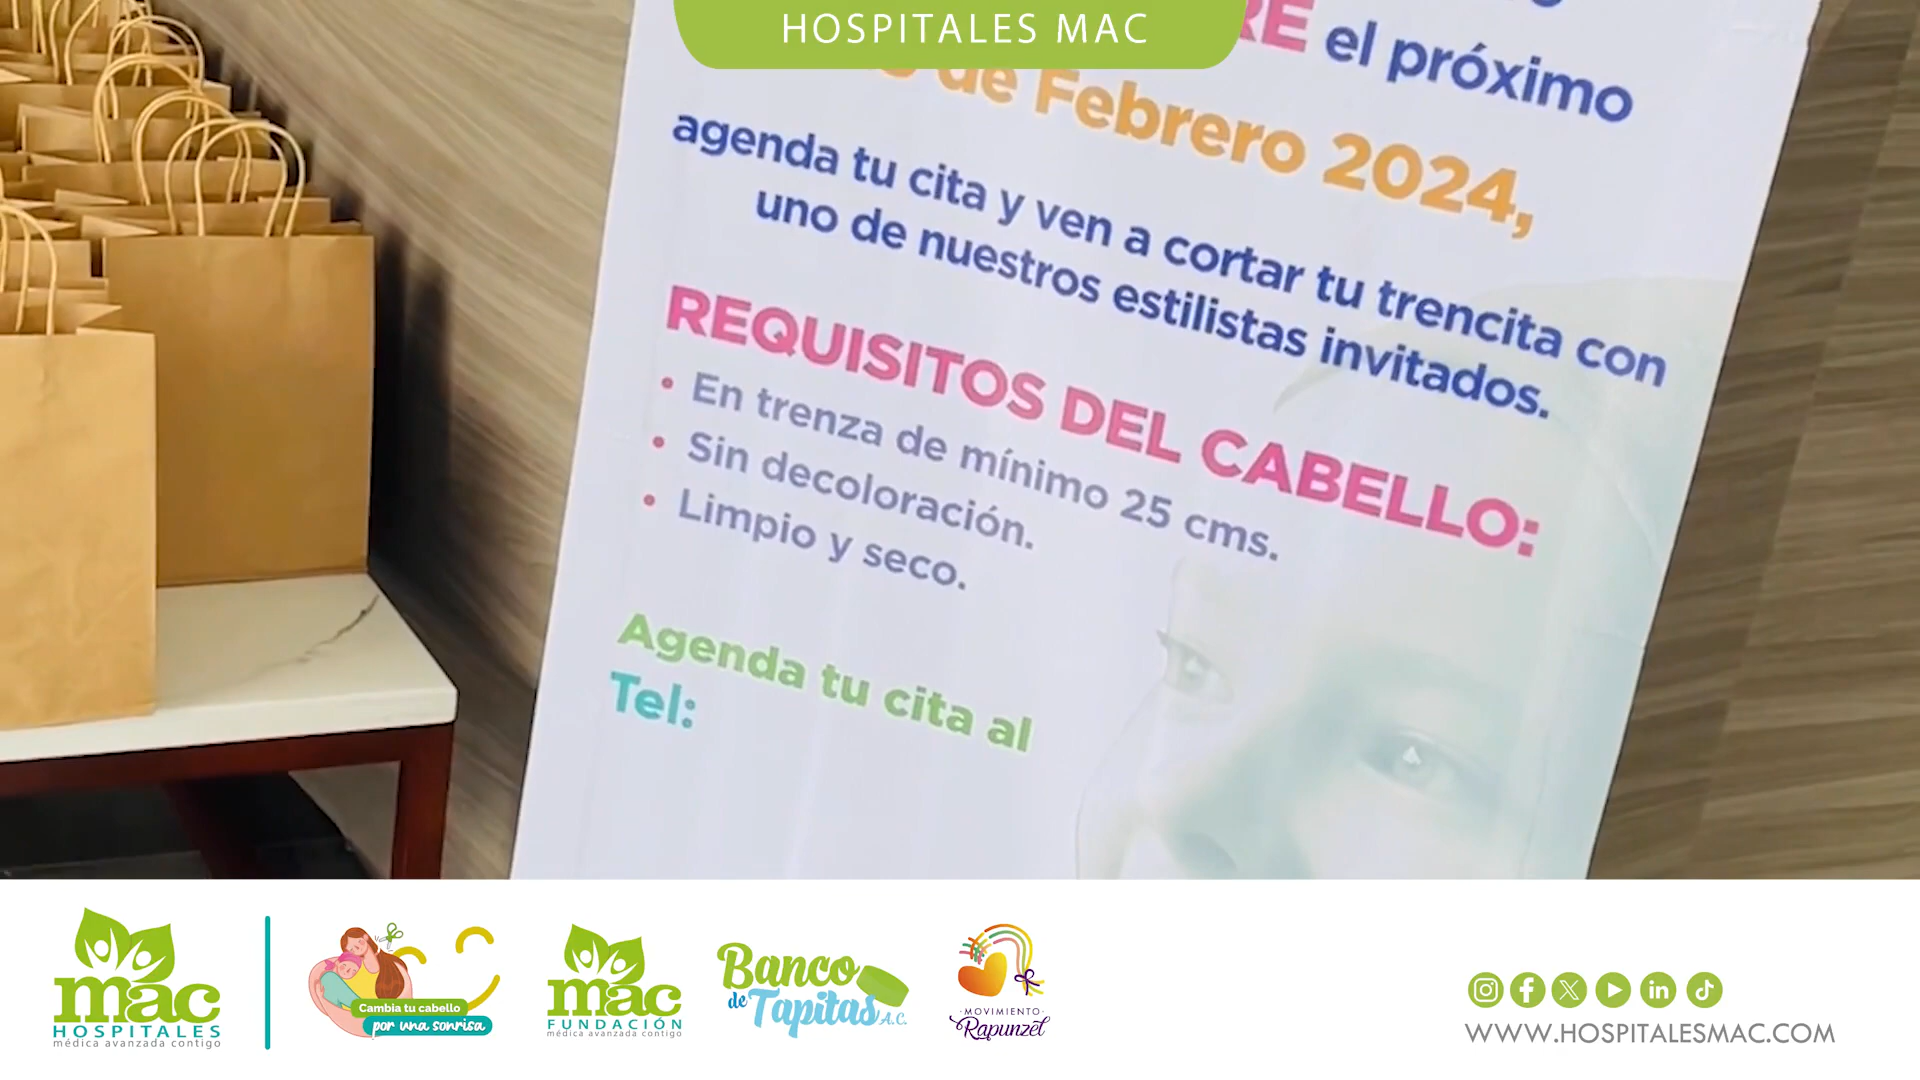 HOSPITALES MAC
el próximo
de Febrero 2024,
agenda tu cita y ven a cortar tu trencita con
uno de nuestros estilistas invitados.
REQUISITOS DEL CABELLO:
• En trenza de mínimo 25 cms.
• Sin decoloración.
• Limpio y seco.
Agenda tu cita al
Tel:
mac
HOSPITALES
médica avanzada contigo
Cambia tu cabello
por una sonrisa
mac
FUNDACIÓN
médica avanzada contigo
Banco
de Tapitas A.C.
MOVIMIENTO
Rapunzel
WWW.HOSPITALESMAC.COM